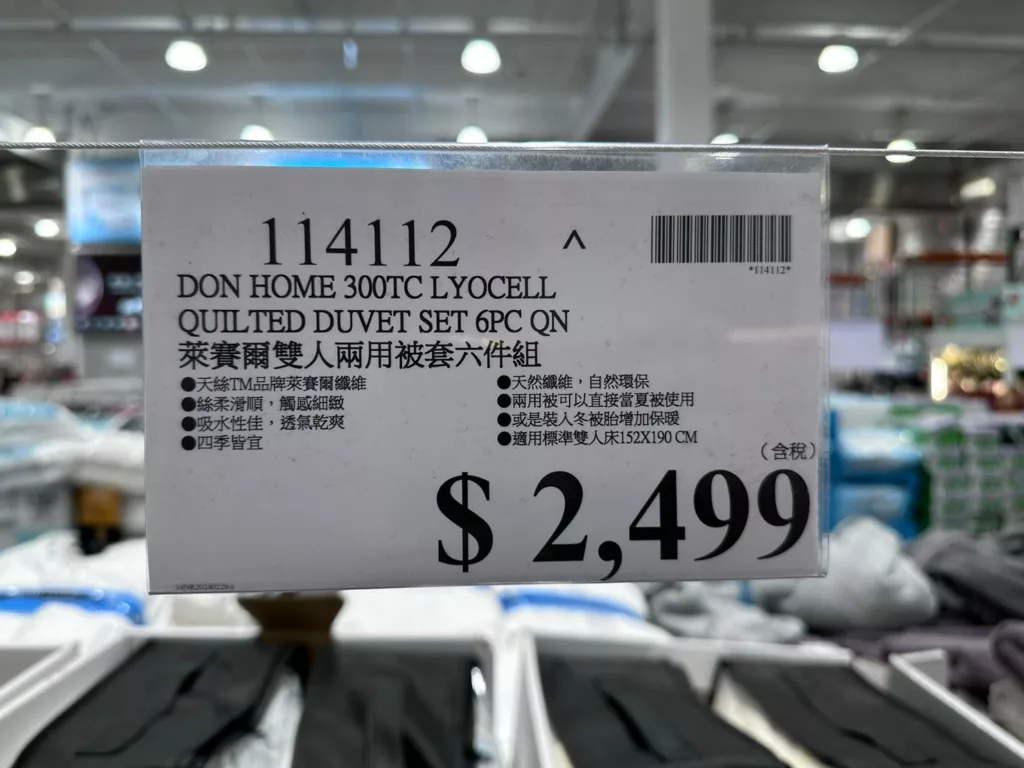 114112
^
*114112*
DON HOME 300TC LYOCELL
QUILTED DUVET SET 6PC QN
萊賽爾雙人兩用被套六件組
●天絲TM品牌萊賽爾纖維
●絲柔滑順，觸感細緻
●吸水性佳，透氣乾爽
●四季皆宜
●天然纖維，自然環保
●兩用被可以直接當夏被使用
●或是裝入冬被胎增加保暖
●適用標準雙人床152X190 CM
（含稅）
$ 2,499